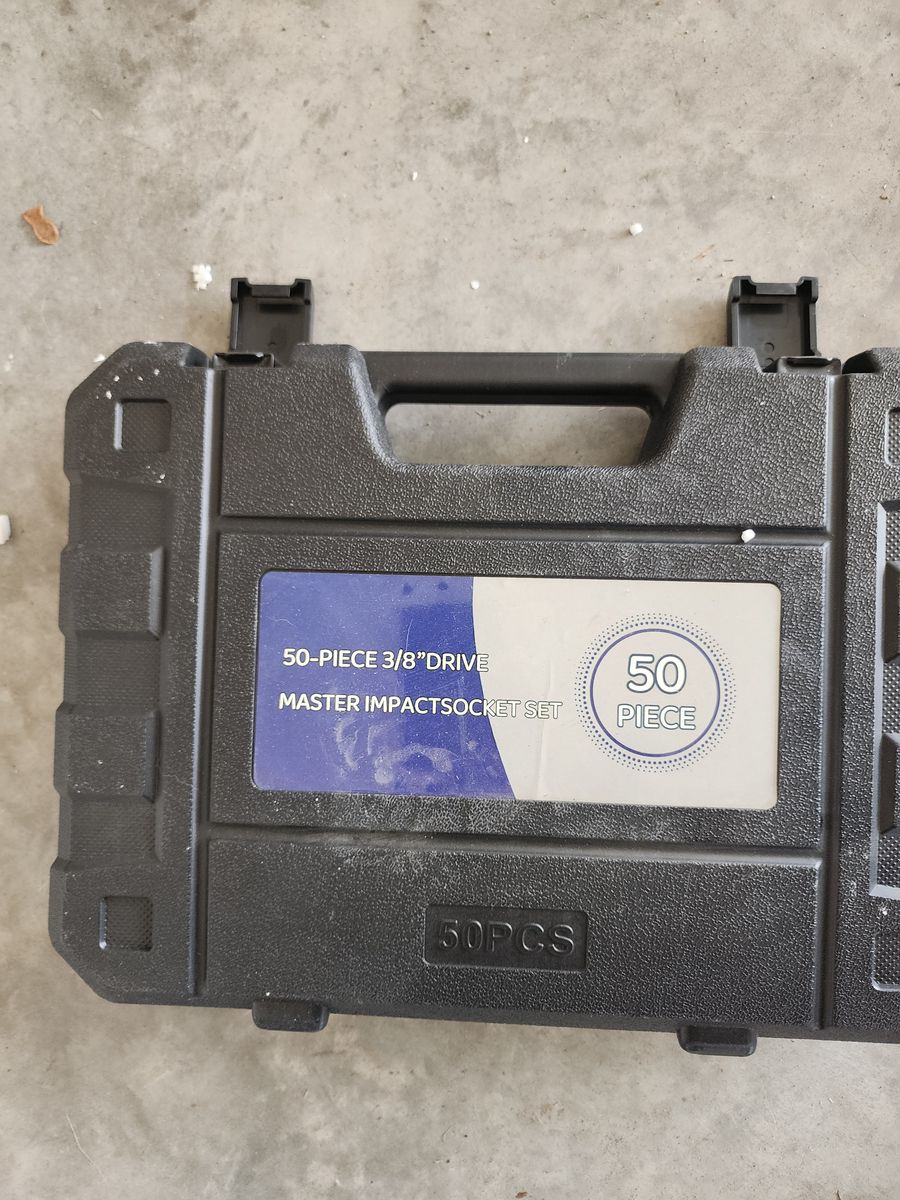 50-PIECE 3/8”DRIVE
MASTER IMPACTSOCKET SET
50
PIECE
50PCS